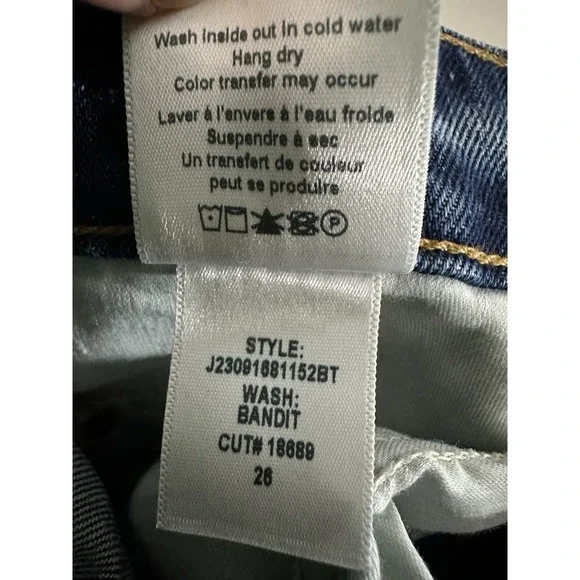 Wash inside out in cold water
Hang dry
Color transfer may occur
Laver à l'envers à l'eau froide
Suspendre à sec
Un transfert de couleur
peut se produire
P
STYLE:
J23091681152BT
WASH:
BANDIT
CUT# 18689
26